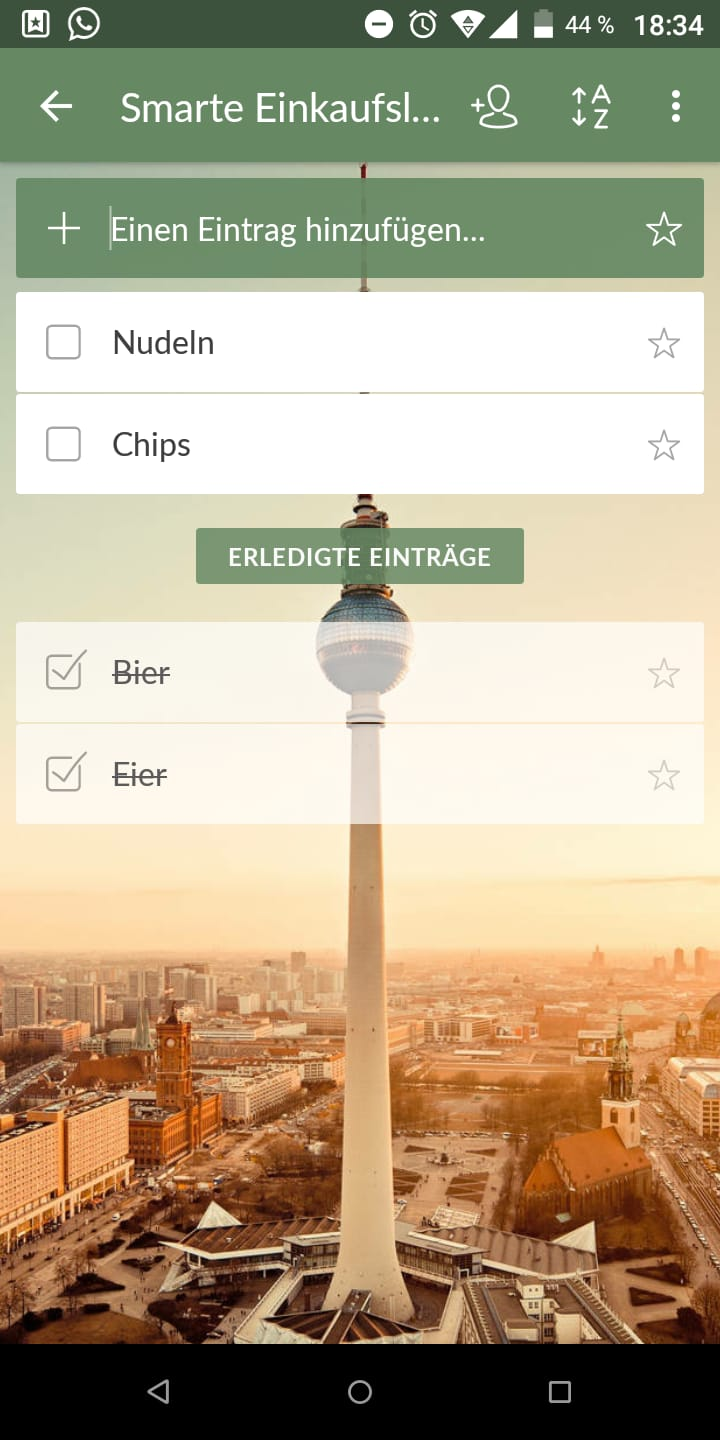 44 % 18:34
Smarte Einkaufsl...
Einen Eintrag hinzufügen...
Nudeln
Chips
ERLEDIGTE EINTRÄGE
Bier
Eier